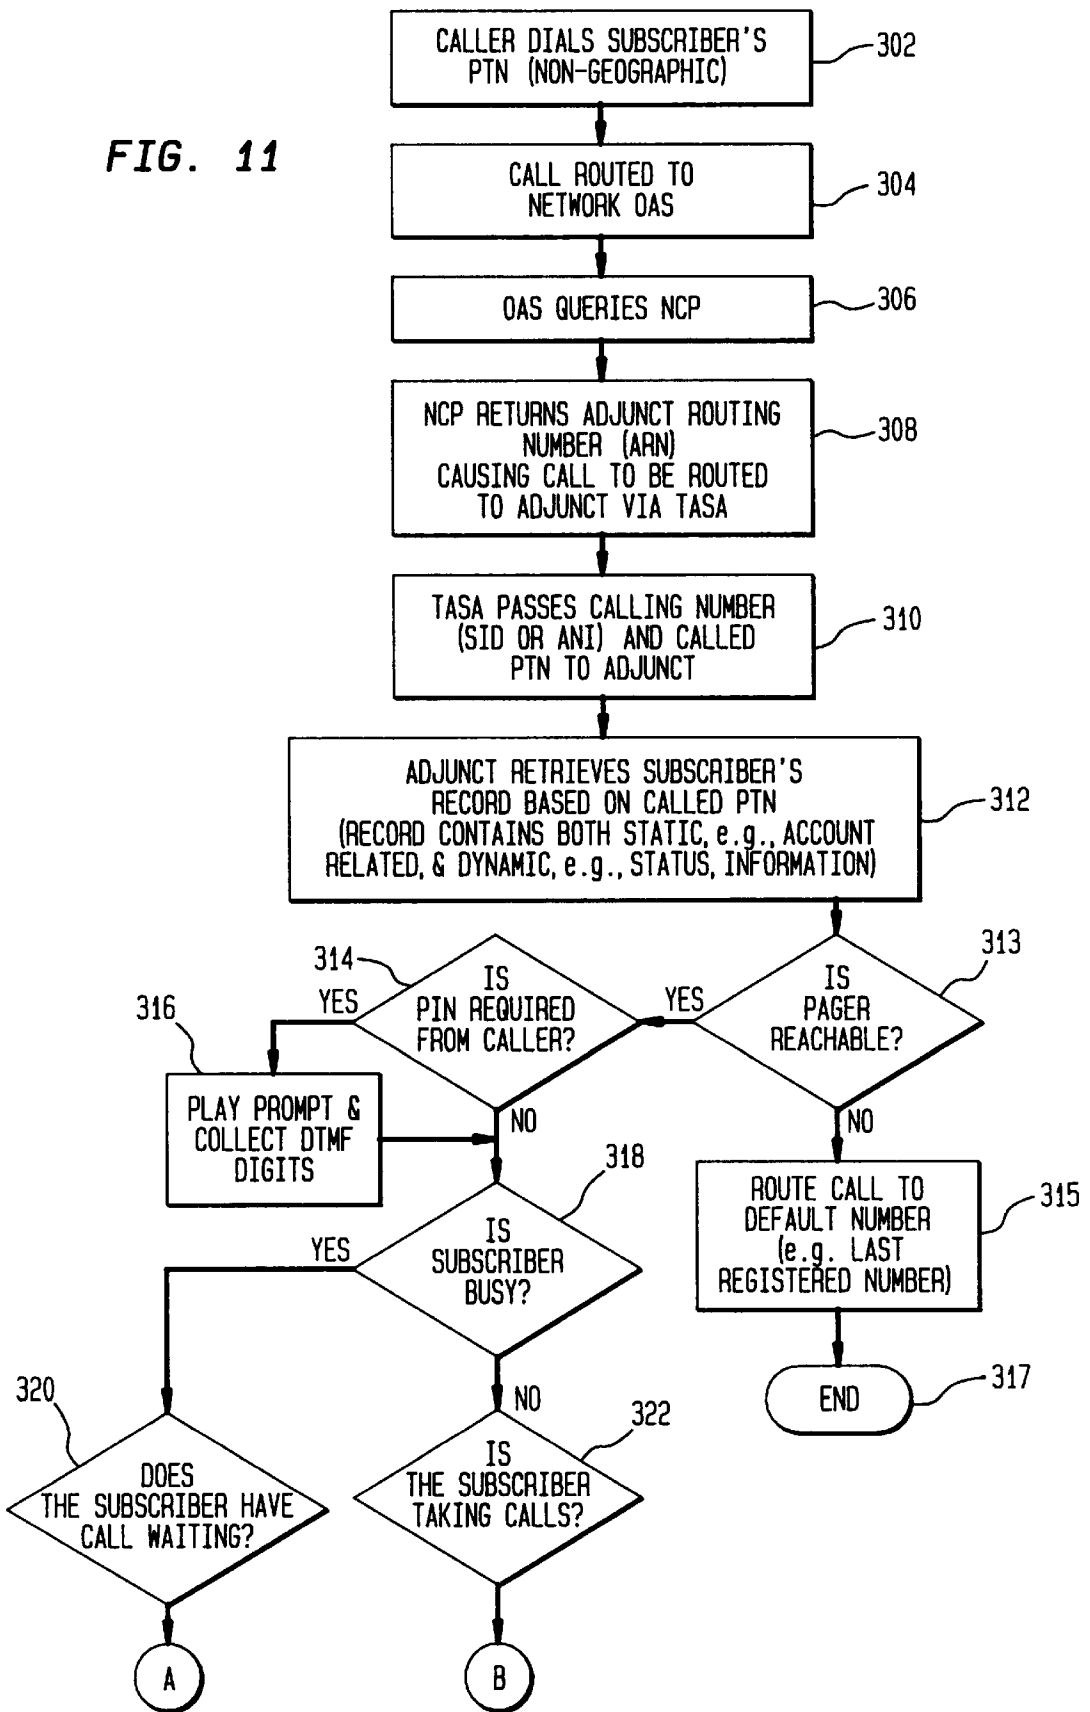 FIG. 11
CALLER DIALS SUBSCRIBER'S
PTN (NON-GEOGRAPHIC)
302
CALL ROUTED TO
NETWORK OAS
304
OAS QUERIES NCP
306
NCP RETURNS ADJUNCT ROUTING
NUMBER (ARN)
CAUSING CALL TO BE ROUTED
TO ADJUNCT VIA TASA
308
TASA PASSES CALLING NUMBER
(SID OR ANI) AND CALLED
PTN TO ADJUNCT
310
ADJUNCT RETRIEVES SUBSCRIBER'S
RECORD BASED ON CALLED PTN
(RECORD CONTAINS BOTH STATIC, e.g., ACCOUNT
RELATED, & DYNAMIC, e.g., STATUS, INFORMATION)
312
IS
PAGER
REACHABLE?
313
YES
NO
314
IS
PIN REQUIRED
FROM CALLER?
YES
NO
316
PLAY PROMPT &
COLLECT DTMF
DIGITS
ROUTE CALL TO
DEFAULT NUMBER
(e.g. LAST
REGISTERED NUMBER)
315
END
317
318
IS
SUBSCRIBER
BUSY?
YES
NO
320
DOES
THE SUBSCRIBER HAVE
CALL WAITING?
322
IS
THE SUBSCRIBER
TAKING CALLS?
A
B